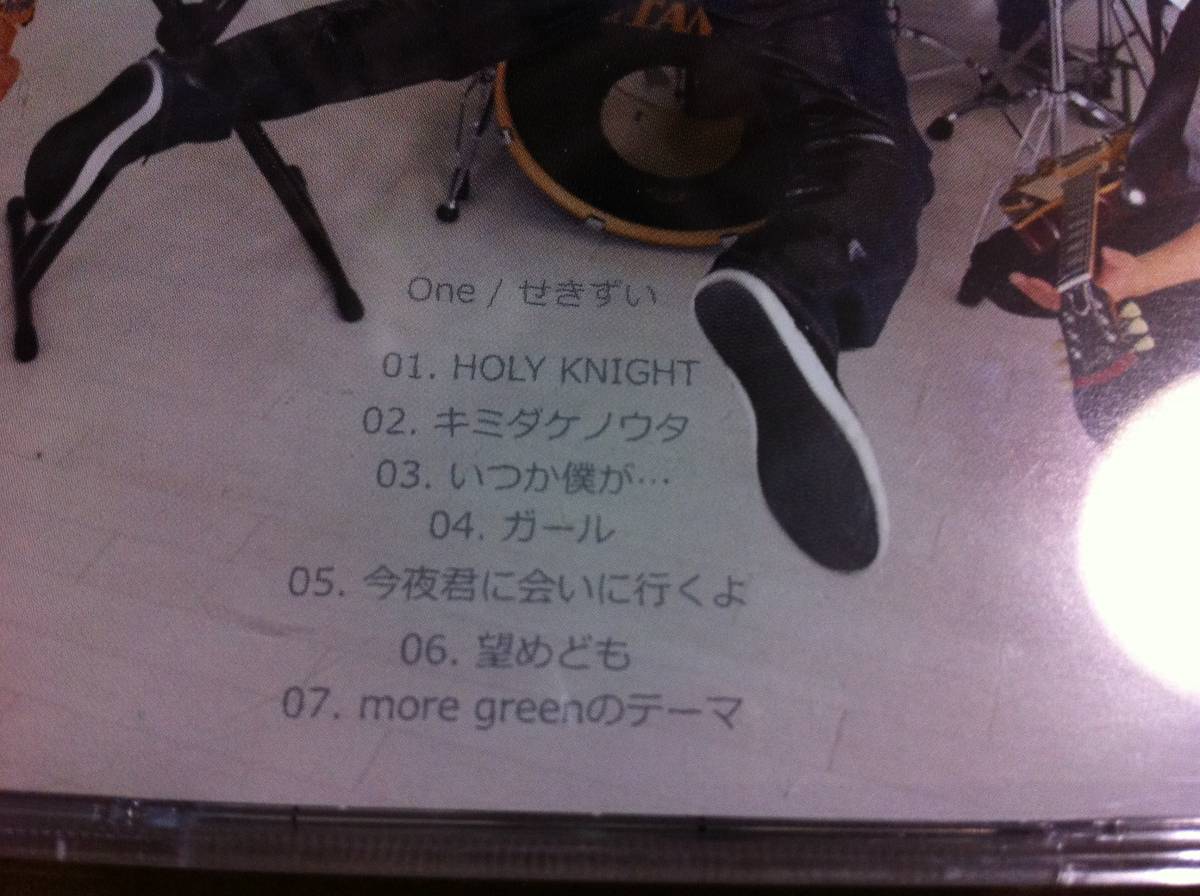 TAMA
One / せきずい
01. HOLY KNIGHT
02. キミダケノウタ
03. いつか僕が…
04. ガール
05. 今夜君に会いに行くよ
06. 望めども
07. more greenのテーマ